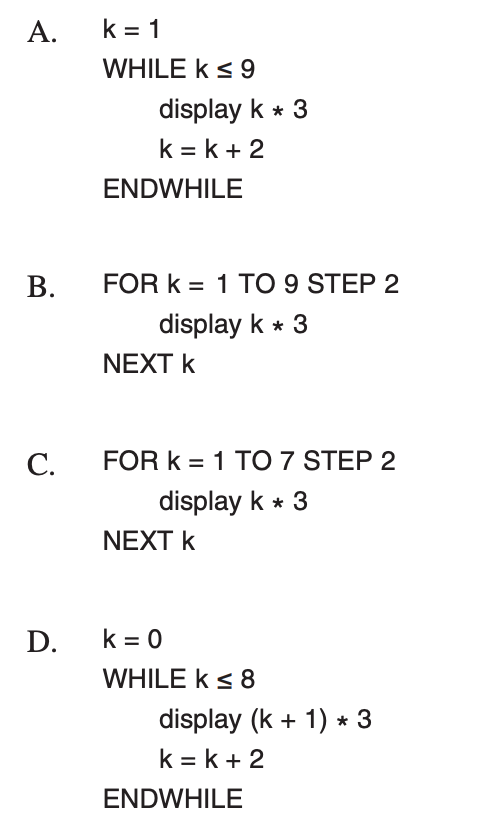 A. k = 1
WHILE k ≤ 9
display k * 3
k = k + 2
ENDWHILE
B. FOR k = 1 TO 9 STEP 2
display k * 3
NEXT k
C. FOR k = 1 TO 7 STEP 2
display k * 3
NEXT k
D. k = 0
WHILE k ≤ 8
display (k + 1) * 3
k = k + 2
ENDWHILE